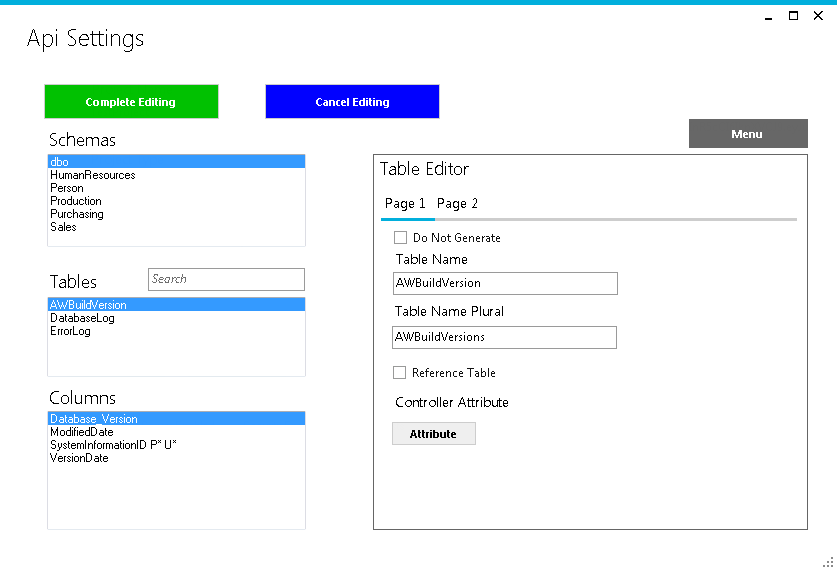 Api Settings
Complete Editing
Cancel Editing
Menu
Schemas
dbo
HumanResources
Person
Production
Purchasing
Sales
Tables
Search
AWBuildVersion
DatabaseLog
ErrorLog
Columns
Database_Version
ModifiedDate
SystemInformationID P* U*
VersionDate
Table Editor
Page 1 Page 2
Do Not Generate
Table Name
AWBuildVersion
Table Name Plural
AWBuildVersions
Reference Table
Controller Attribute
Attribute